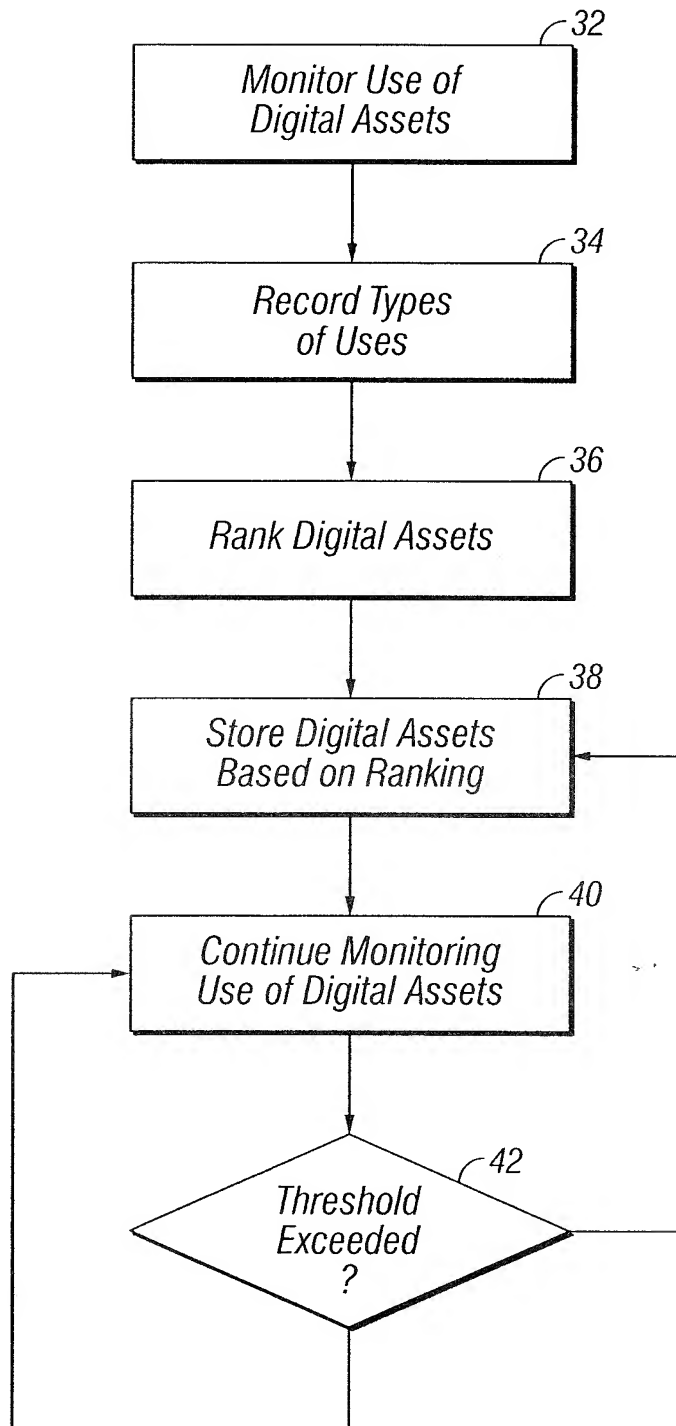 32
Monitor Use of
Digital Assets
34
Record Types
of Uses
36
Rank Digital Assets
38
Store Digital Assets
Based on Ranking
40
Continue Monitoring
Use of Digital Assets
42
Threshold
Exceeded
?